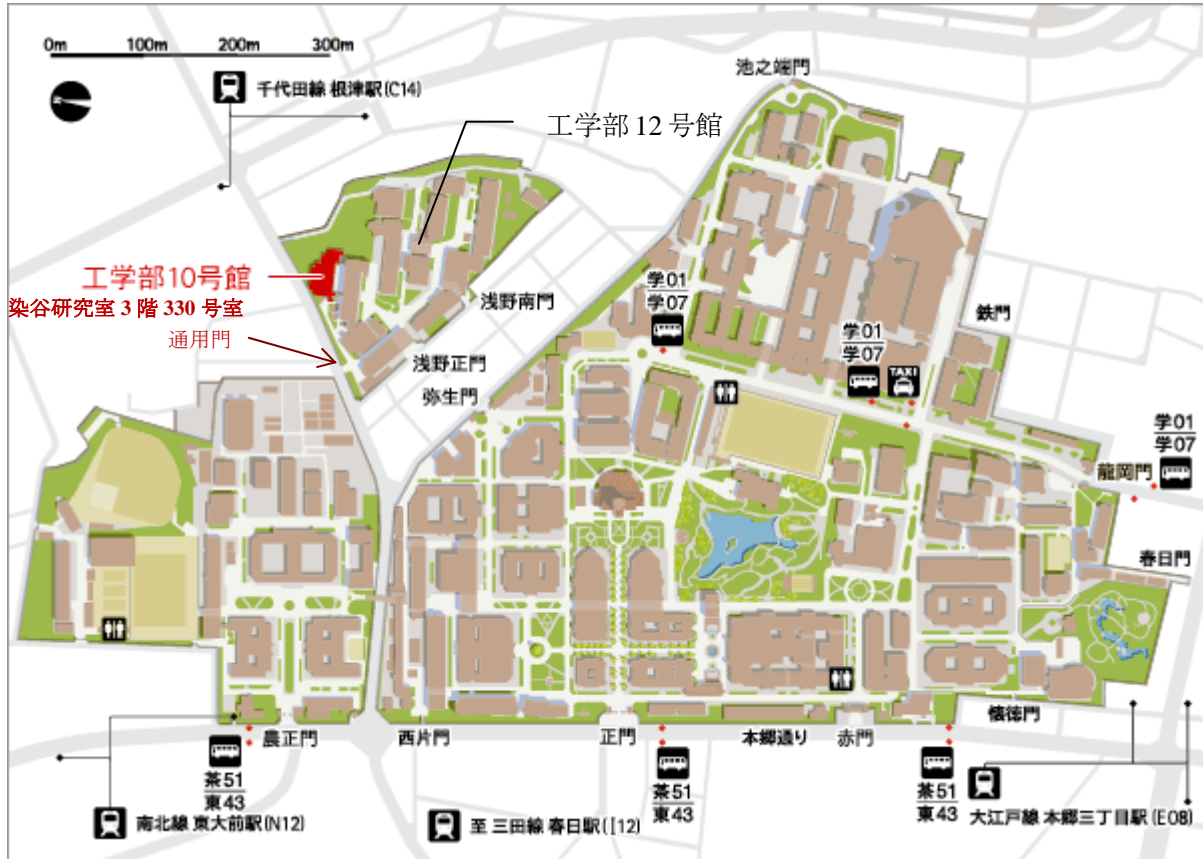 0m 100m 200m 300m
池之端門
千代田線 根津駅(C14)
工学部 12 号館
工学部10号館
染谷研究室 3 階 330 号室
通用門
浅野南門
浅野正門
弥生門
学01
学07
鉄門
学01
学07
TAXI
学01
学07
龍岡門
春日門
農正門
西片門
正門
本郷通り
赤門
懐徳門
茶51
東43
茶51
東43
茶51
東43
南北線 東大前駅(N12)
至 三田線 春日駅(I12)
大江戸線 本郷三丁目駅(E08)